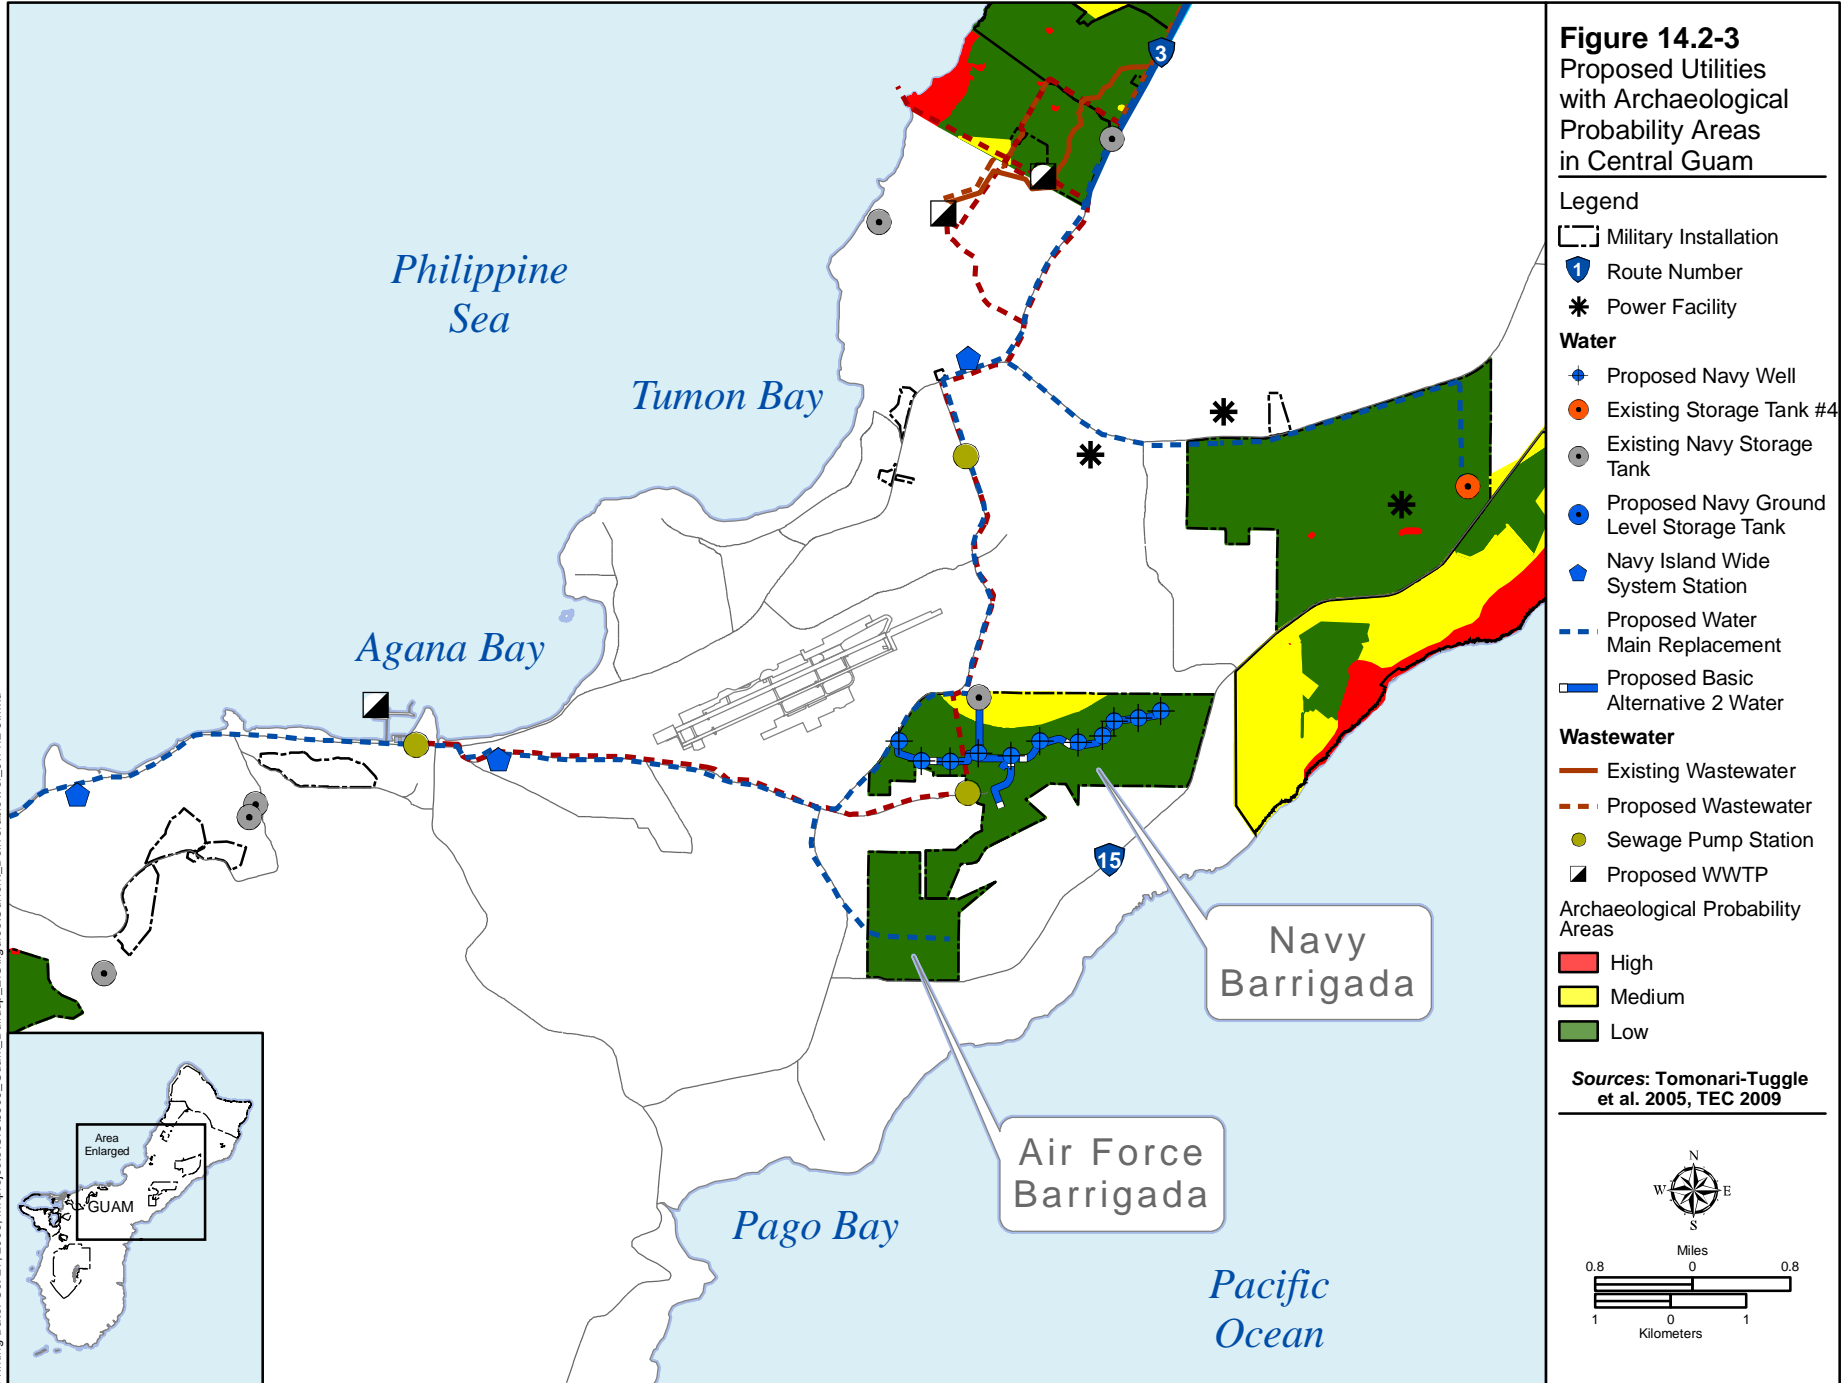 Figure 14.2-3
Proposed Utilities
with Archaeological
Probability Areas
in Central Guam
Legend
Military Installation
1
Route Number
Power Facility
Water
Proposed Navy Well
Existing Storage Tank #4
Existing Navy Storage
Tank
Proposed Navy Ground
Level Storage Tank
Navy Island Wide
System Station
Proposed Water
Main Replacement
Proposed Basic
Alternative 2 Water
Wastewater
Existing Wastewater
Proposed Wastewater
Sewage Pump Station
Proposed WWTP
Archaeological Probability
Areas
High
Medium
Low
Sources: Tomonari-Tuggle
et al. 2005, TEC 2009
N
W
E
S
Miles
0.8
0
0.8
1
0
1
Kilometers
3
Philippine
Sea
Tumon Bay
Agana Bay
15
Navy
Barrigada
Air Force
Barrigada
Pago Bay
Pacific
Ocean
Area
Enlarged
GUAM